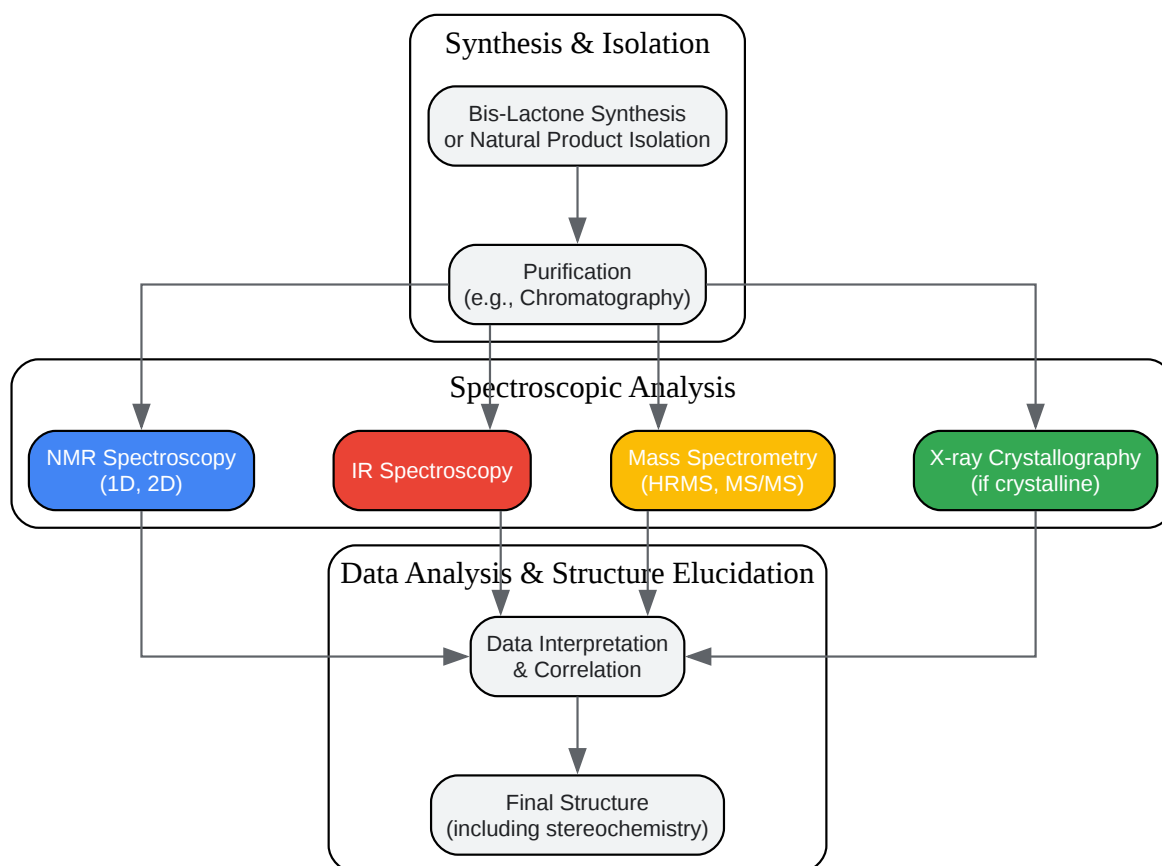 Synthesis & Isolation
Bis-Lactone Synthesis
or Natural Product Isolation
Purification
(e.g., Chromatography)
Spectroscopic Analysis
NMR Spectroscopy
(1D, 2D)
IR Spectroscopy
Mass Spectrometry
(HRMS, MS/MS)
X-ray Crystallography
(if crystalline)
Data Analysis & Structure Elucidation
Data Interpretation
& Correlation
Final Structure
(including stereochemistry)